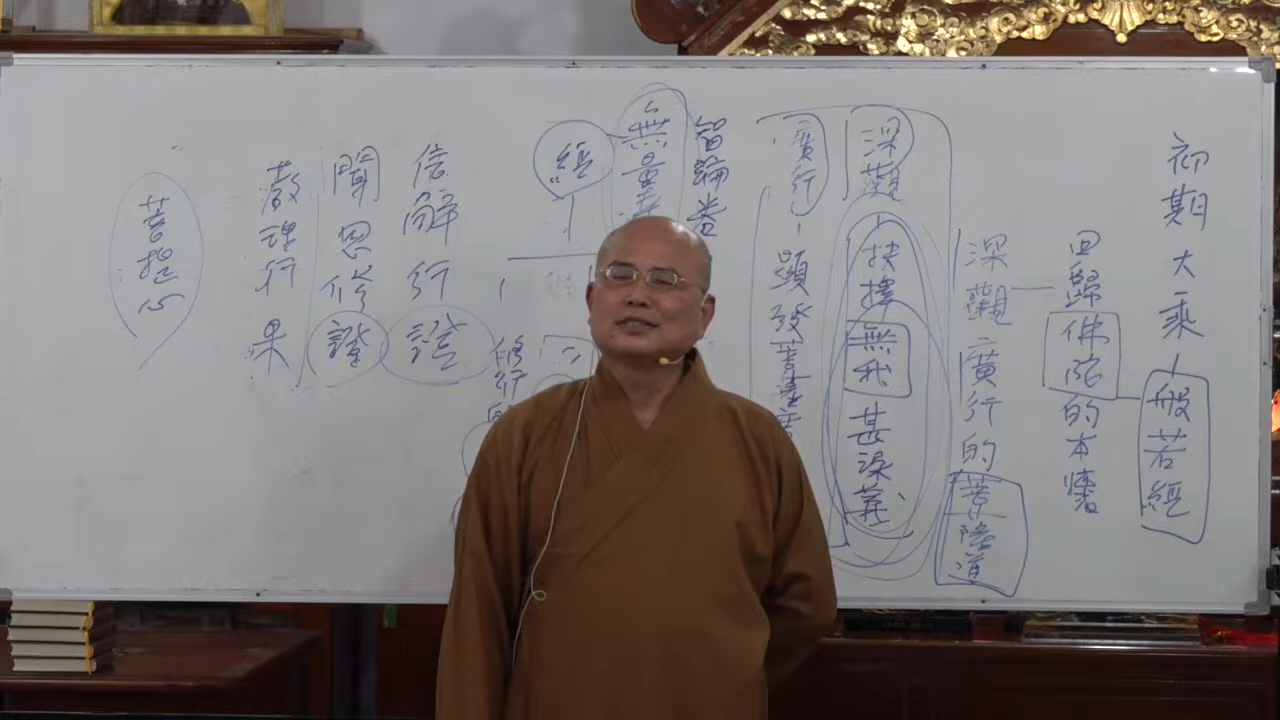 初期大乘-般若經
回歸佛陀的本懷
深觀廣行的菩薩道
深觀-抉擇無我甚深義
廣行-顯發菩薩
智論卷
無量義
經
修行的
信解行證
聞思修證
教理行果
菩提心